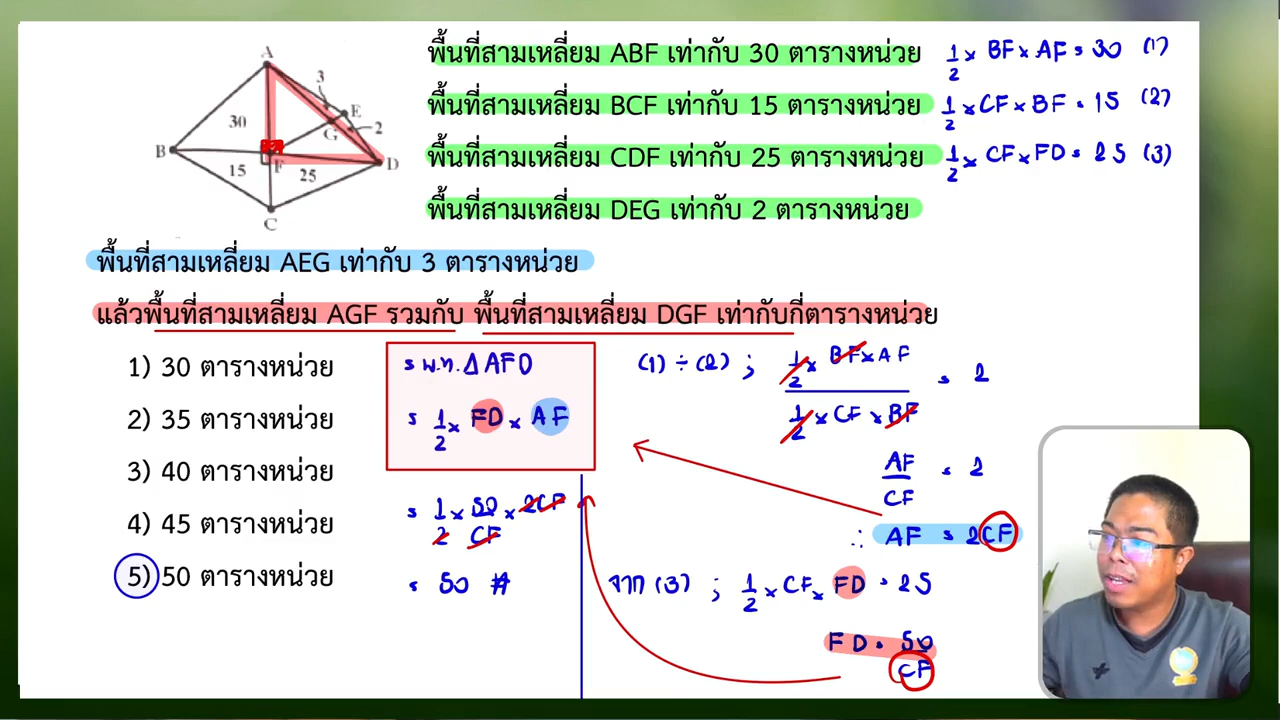 A
3
E
30
G
2
B
F
D
15
25
C
พื้นที่สามเหลี่ยม ABF เท่ากับ 30 ตารางหน่วย 1/2 × BF × AF = 30 (1)
พื้นที่สามเหลี่ยม BCF เท่ากับ 15 ตารางหน่วย 1/2 × CF × BF = 15 (2)
พื้นที่สามเหลี่ยม CDF เท่ากับ 25 ตารางหน่วย 1/2 × CF × FD = 25 (3)
พื้นที่สามเหลี่ยม DEG เท่ากับ 2 ตารางหน่วย
พื้นที่สามเหลี่ยม AEG เท่ากับ 3 ตารางหน่วย
แล้วพื้นที่สามเหลี่ยม AGF รวมกับ พื้นที่สามเหลี่ยม DGF เท่ากับกี่ตารางหน่วย
1) 30 ตารางหน่วย
2) 35 ตารางหน่วย
3) 40 ตารางหน่วย
4) 45 ตารางหน่วย
5) 50 ตารางหน่วย
= พ.ท. Δ AFD
= 1/2 × FD × AF
= 1/2 × 50/CF × 2CF
= 50 #
(1) ÷ (2) ; 1/2 × BF × AF
= 2
1/2 × CF × BF
AF/CF = 2
∴ AF = 2CF
จาก (3) ; 1/2 × CF × FD = 25
FD = 50/CF